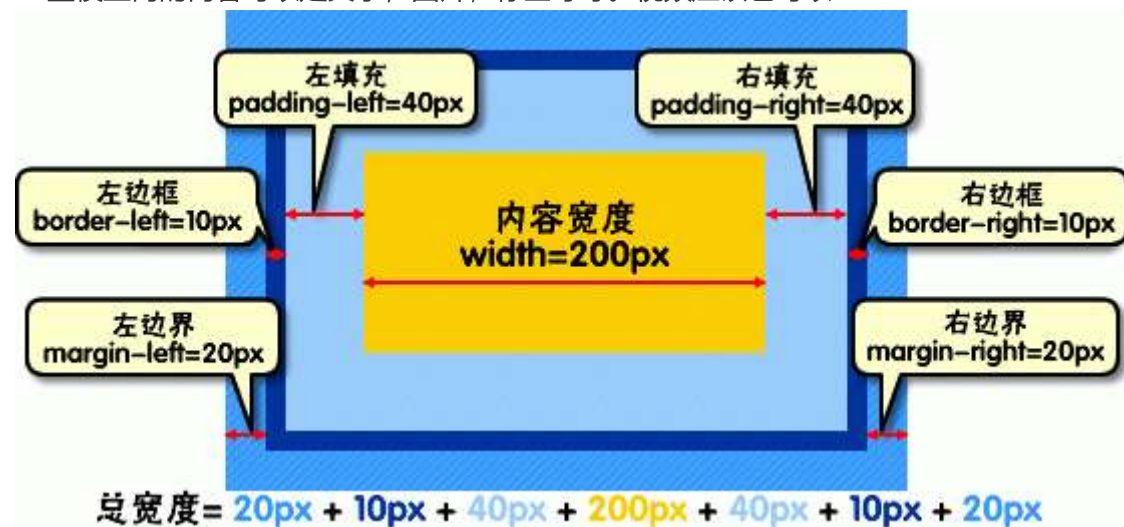 左填充
padding-left=40px
右填充
padding-right=40px
左边框
border-left=10px
内容宽度
width=200px
右边框
border-right=10px
左边界
margin-left=20px
右边界
margin-right=20px
总宽度= 20px + 10px + 40px + 200px + 40px + 10px + 20px